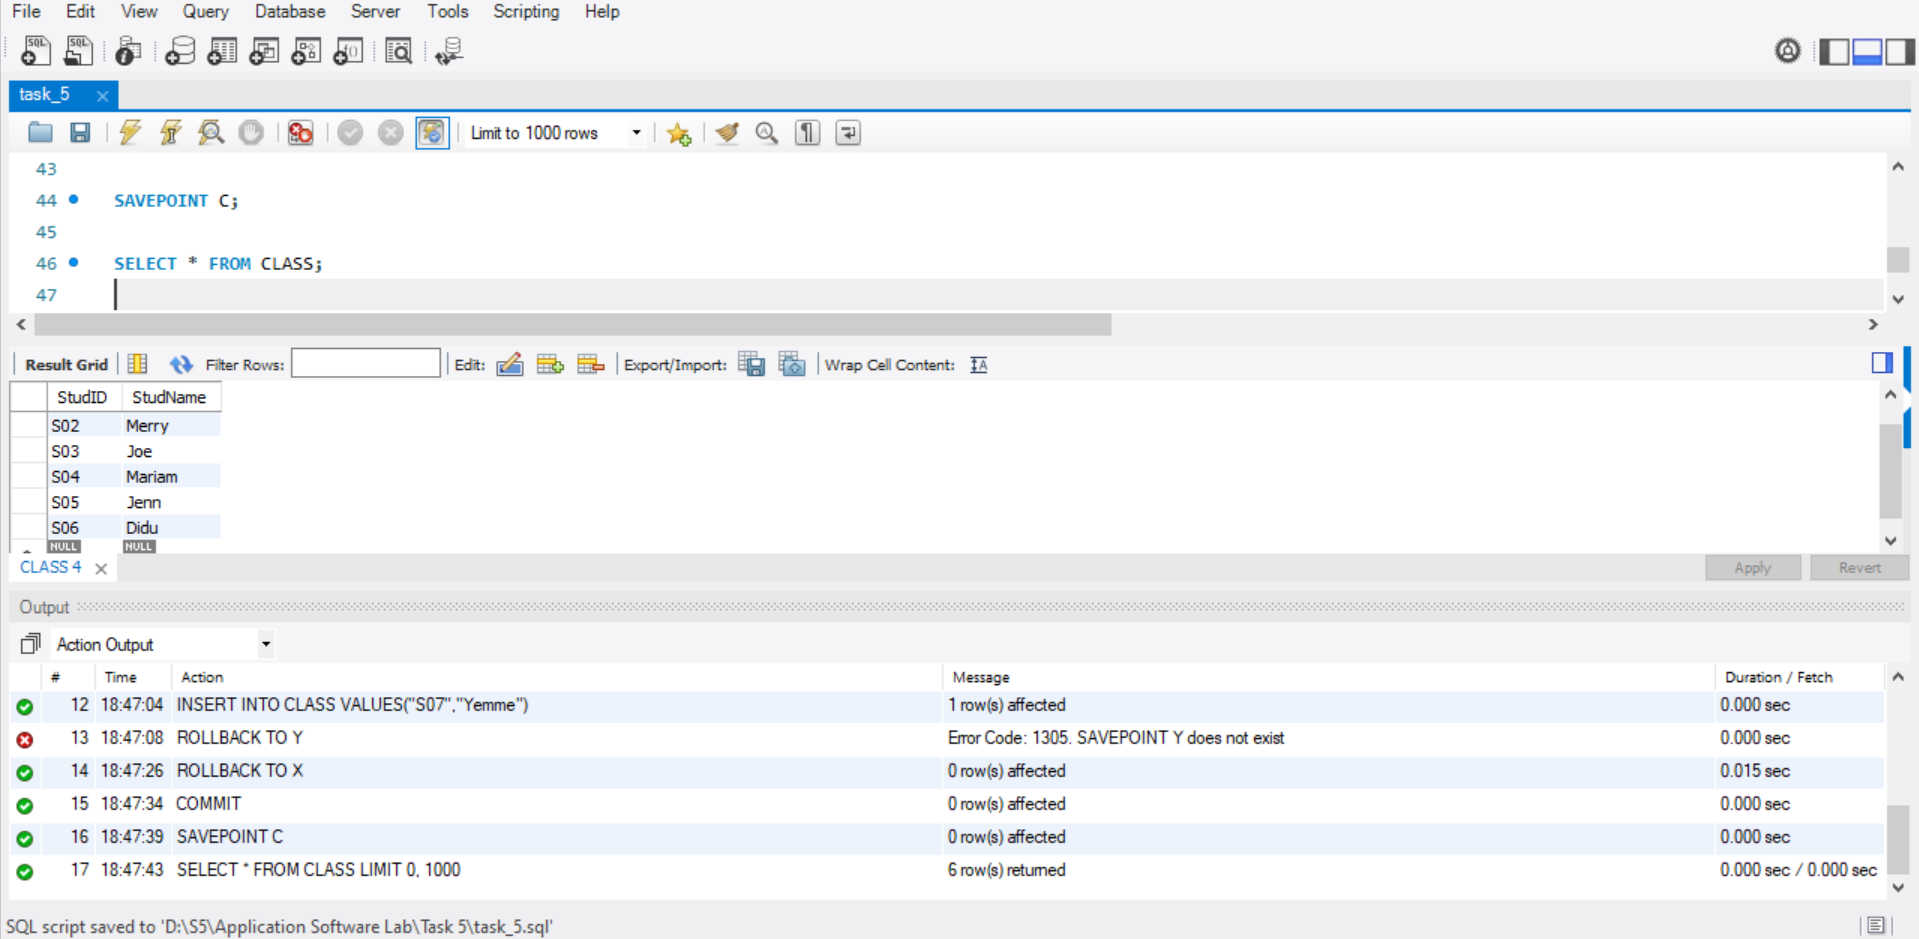 File Edit View Query Database Server Tools Scripting Help
task_5
Limit to 1000 rows
43
44 SAVEPOINT C;
45
46 SELECT * FROM CLASS;
47
Result Grid Filter Rows: Edit: Export/Import: Wrap Cell Content:
StudID StudName
S02 Merry
S03 Joe
S04 Mariam
S05 Jenn
S06 Didu
NULL NULL
CLASS 4 Apply Revert
Output
Action Output
# Time Action Message Duration / Fetch
12 18:47:04 INSERT INTO CLASS VALUES("S07","Yemme") 1 row(s) affected 0.000 sec
13 18:47:08 ROLLBACK TO Y Error Code: 1305. SAVEPOINT Y does not exist 0.000 sec
14 18:47:26 ROLLBACK TO X 0 row(s) affected 0.015 sec
15 18:47:34 COMMIT 0 row(s) affected 0.000 sec
16 18:47:39 SAVEPOINT C 0 row(s) affected 0.000 sec
17 18:47:43 SELECT * FROM CLASS LIMIT 0, 1000 6 row(s) returned 0.000 sec / 0.000 sec
SQL script saved to 'D:\S5\Application Software Lab\Task 5\task_5.sql'